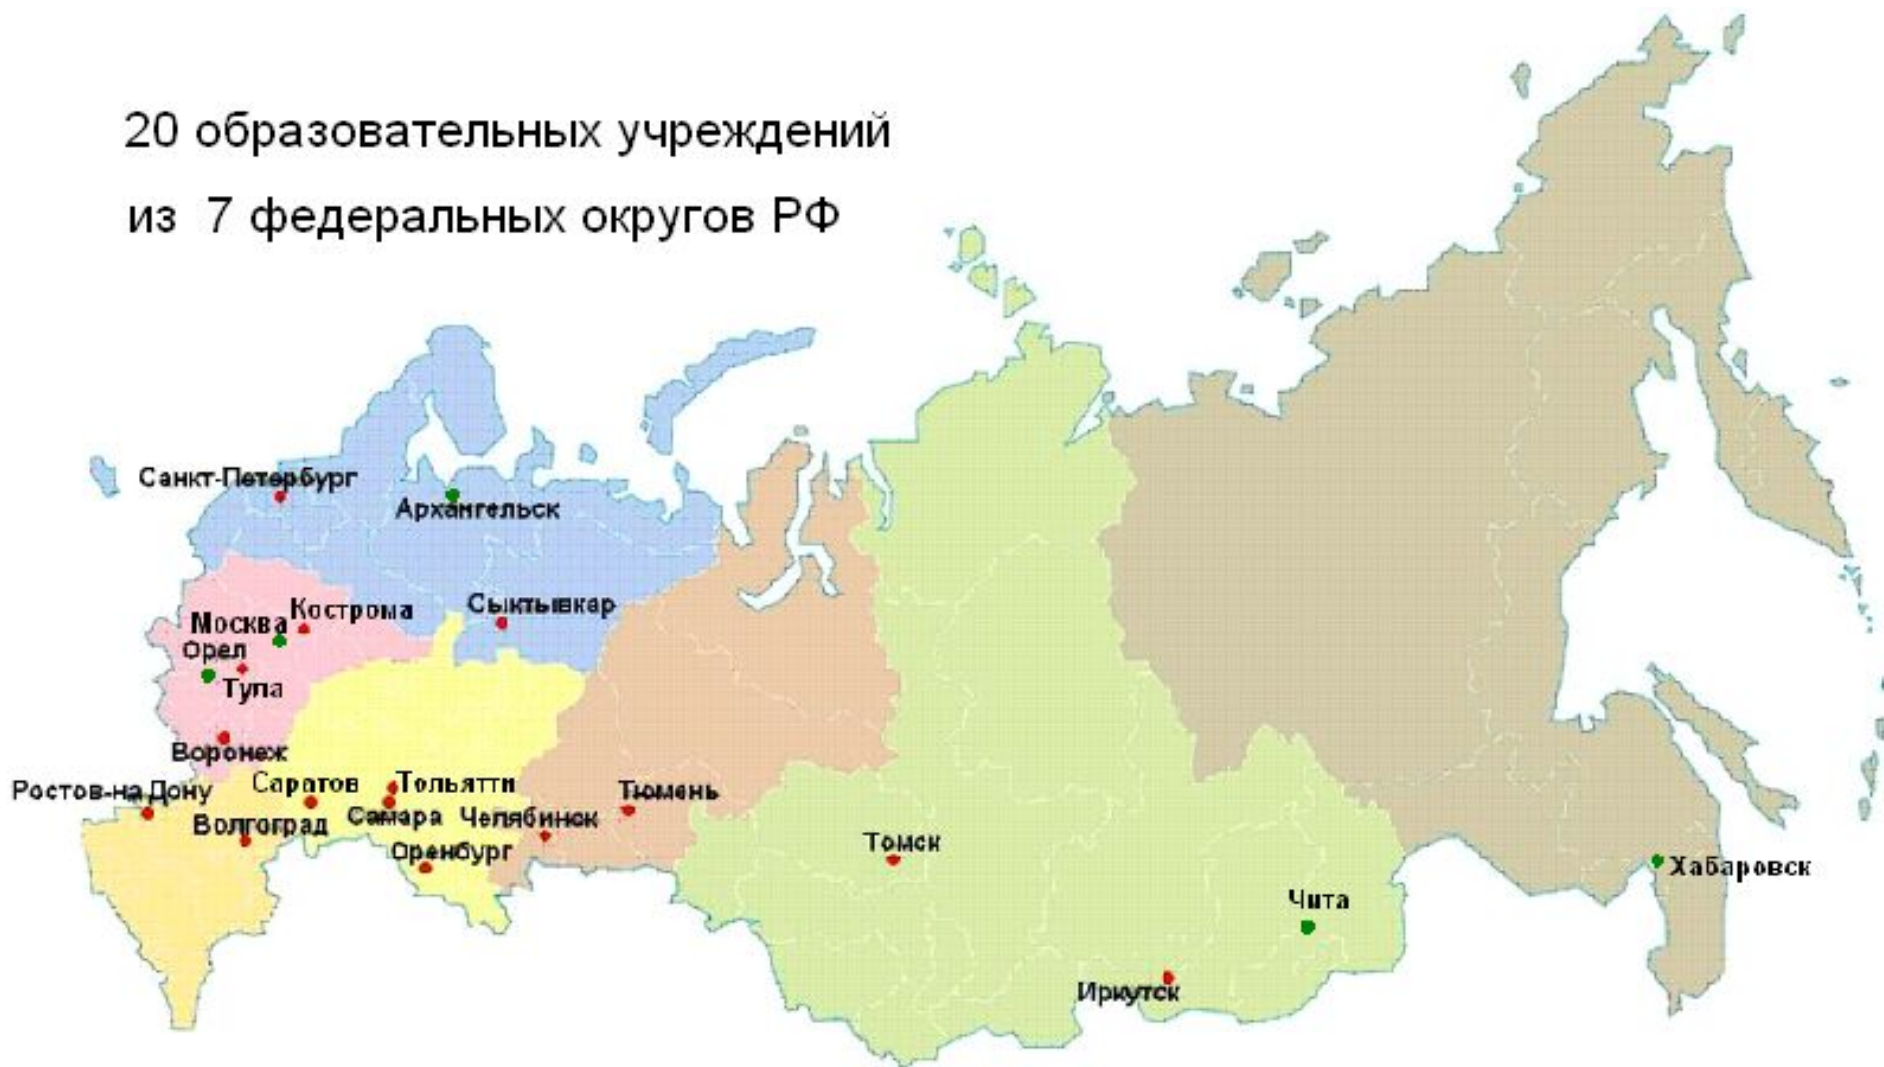 20 образовательных учреждений
из 7 федеральных округов РФ
Санкт-Петербург
Архангельск
Сыктывкар
Кострома
Москва
Орел
Тула
Воронеж
Саратов
Тольятти
Ростов-на Дону
Волгоград
Самара
Челябинск
Тюмень
Оренбург
Томск
Хабаровск
Чита
Иркутск